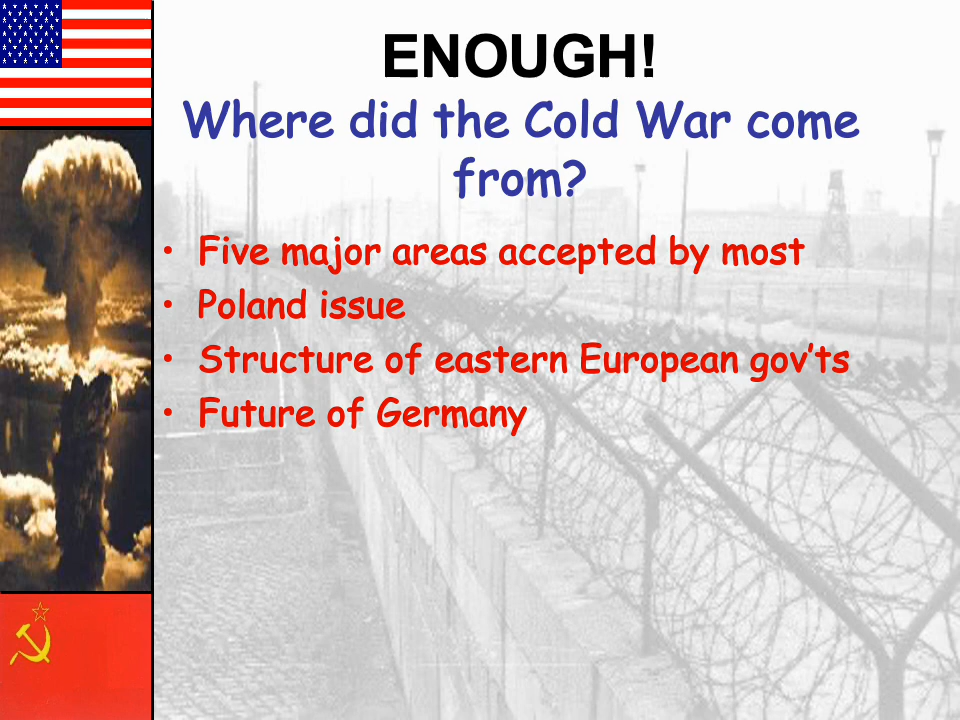 ENOUGH!
Where did the Cold War come
from?
• Five major areas accepted by most
• Poland issue
• Structure of eastern European gov’ts
• Future of Germany